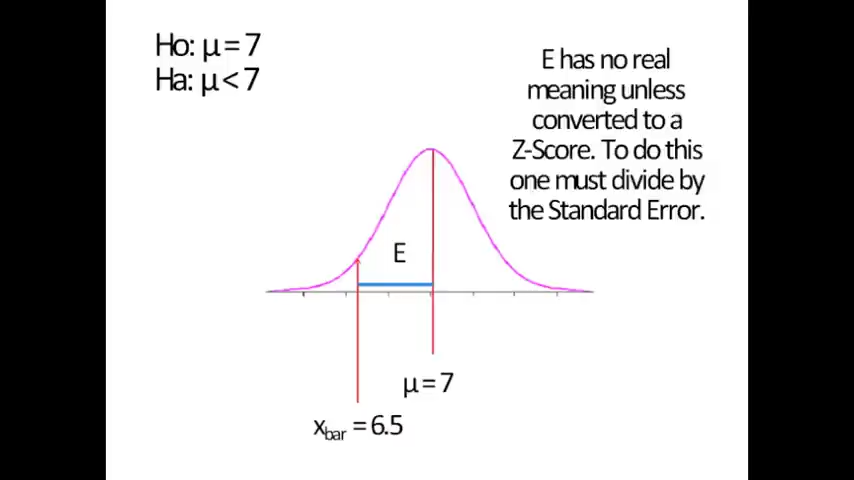 Ho: µ = 7
Ha: µ < 7
E has no real
meaning unless
converted to a
Z-Score. To do this
one must divide by
the Standard Error.
E
µ = 7
xbar = 6.5